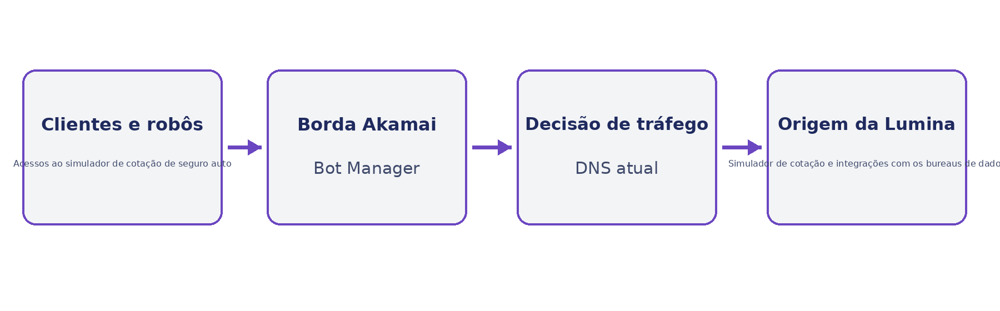 Clientes e robôs
Acessos ao simulador de cotação de seguro auto
Borda Akamai
Bot Manager
Decisão de tráfego
DNS atual
Origem da Lumina
Simulador de cotação e integrações com os bureaus de dado